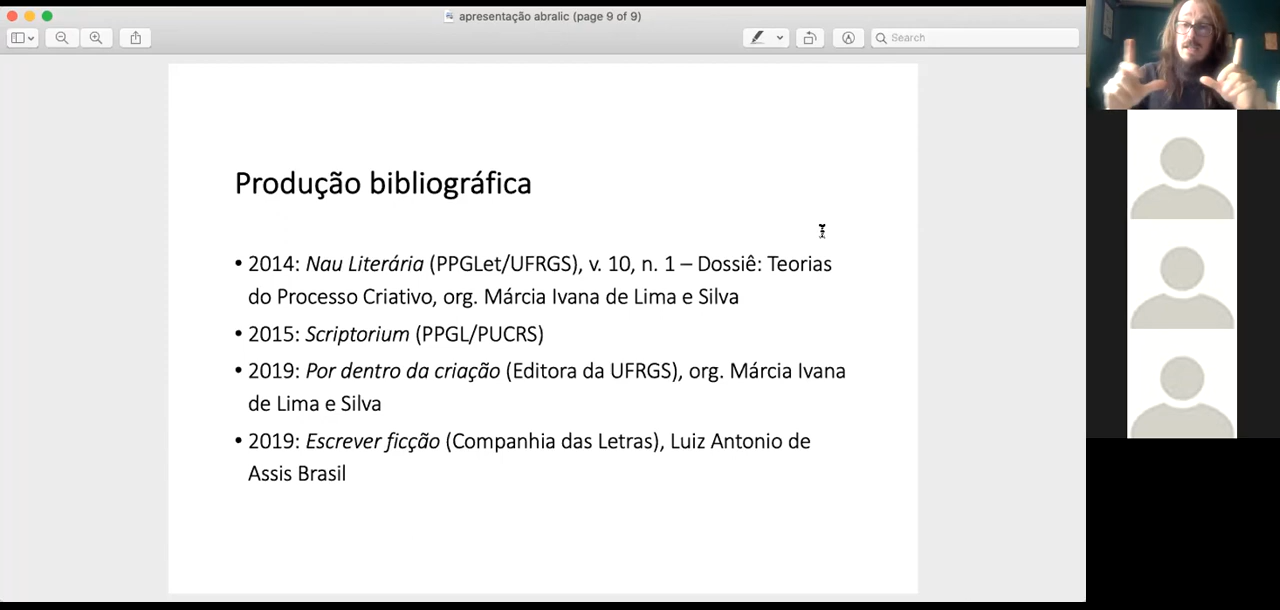 apresentação abralic (page 9 of 9)
Search
Produção bibliográfica
• 2014: Nau Literária (PPGLet/UFRGS), v. 10, n. 1 – Dossiê: Teorias
do Processo Criativo, org. Márcia Ivana de Lima e Silva
• 2015: Scriptorium (PPGL/PUCRS)
• 2019: Por dentro da criação (Editora da UFRGS), org. Márcia Ivana
de Lima e Silva
• 2019: Escrever ficção (Companhia das Letras), Luiz Antonio de
Assis Brasil